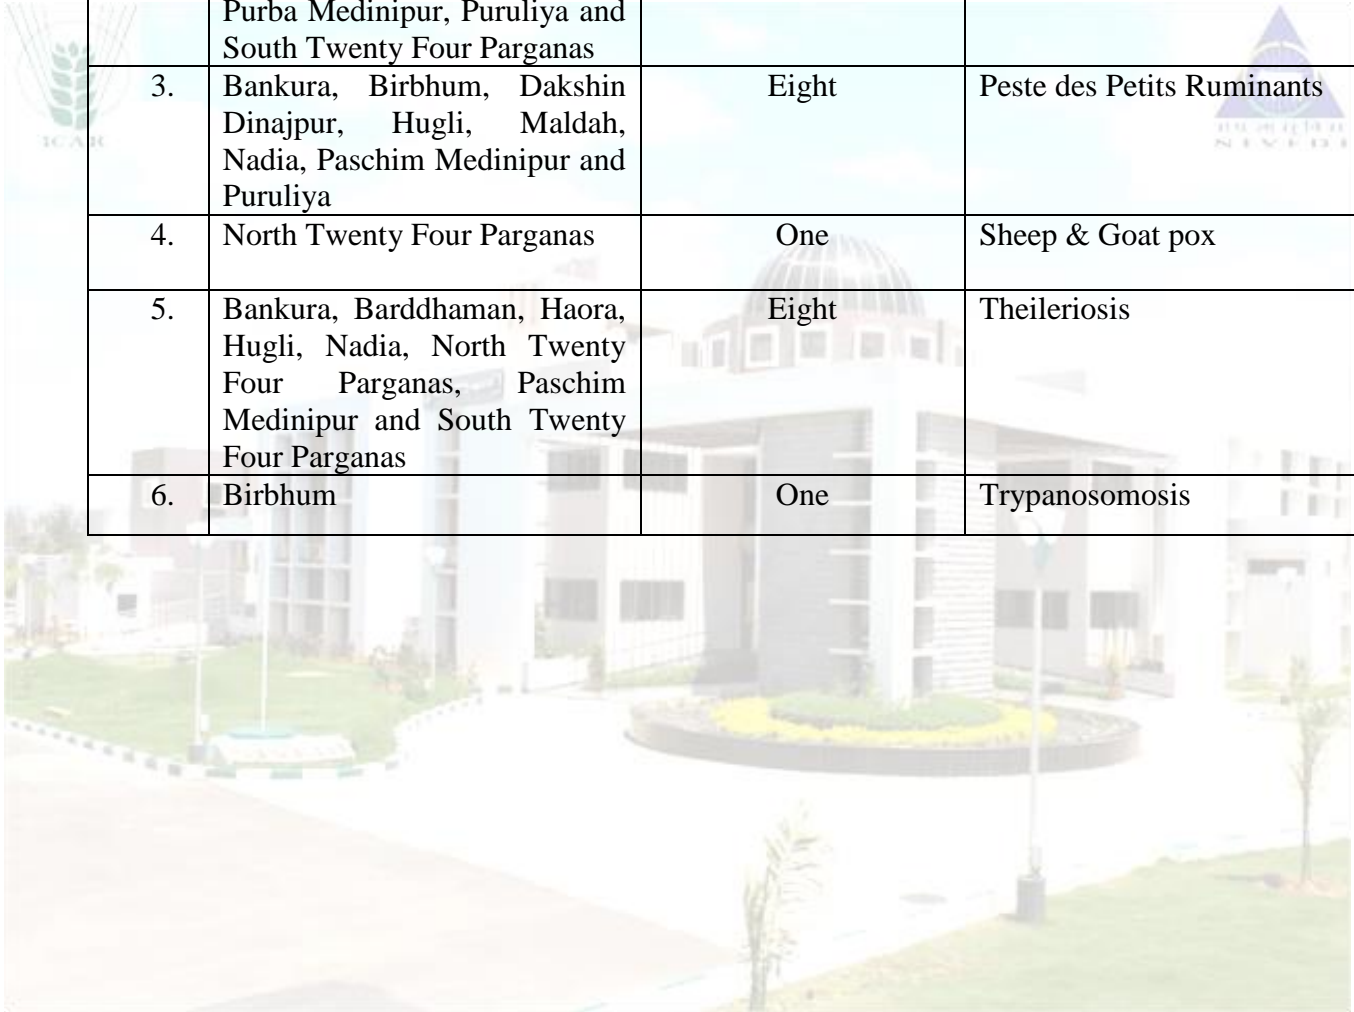 Purba Medinipur, Puruliya and
South Twenty Four Parganas
3. Bankura, Birbhum, Dakshin Eight Peste des Petits Ruminants
Dinajpur, Hugli, Maldah,
Nadia, Paschim Medinipur and
Puruliya
4. North Twenty Four Parganas One Sheep & Goat pox
5. Bankura, Barddhaman, Haora, Eight Theileriosis
Hugli, Nadia, North Twenty
Four Parganas, Paschim
Medinipur and South Twenty
Four Parganas
6. Birbhum One Trypanosomosis
ICAR
NIVEDI